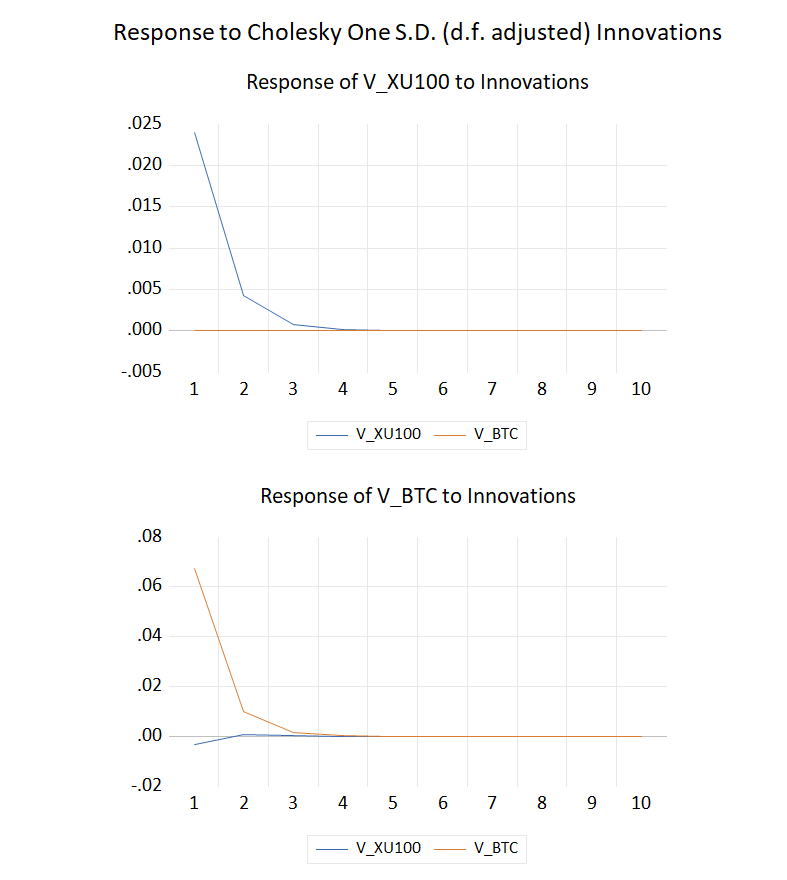 Response to Cholesky One S.D. (d.f. adjusted) Innovations
Response of V_XU100 to Innovations
.025
.020
.015
.010
.005
.000
-.005
1 2 3 4 5 6 7 8 9 10
V_XU100 V_BTC
Response of V_BTC to Innovations
.08
.06
.04
.02
.00
-.02
1 2 3 4 5 6 7 8 9 10
V_XU100 V_BTC